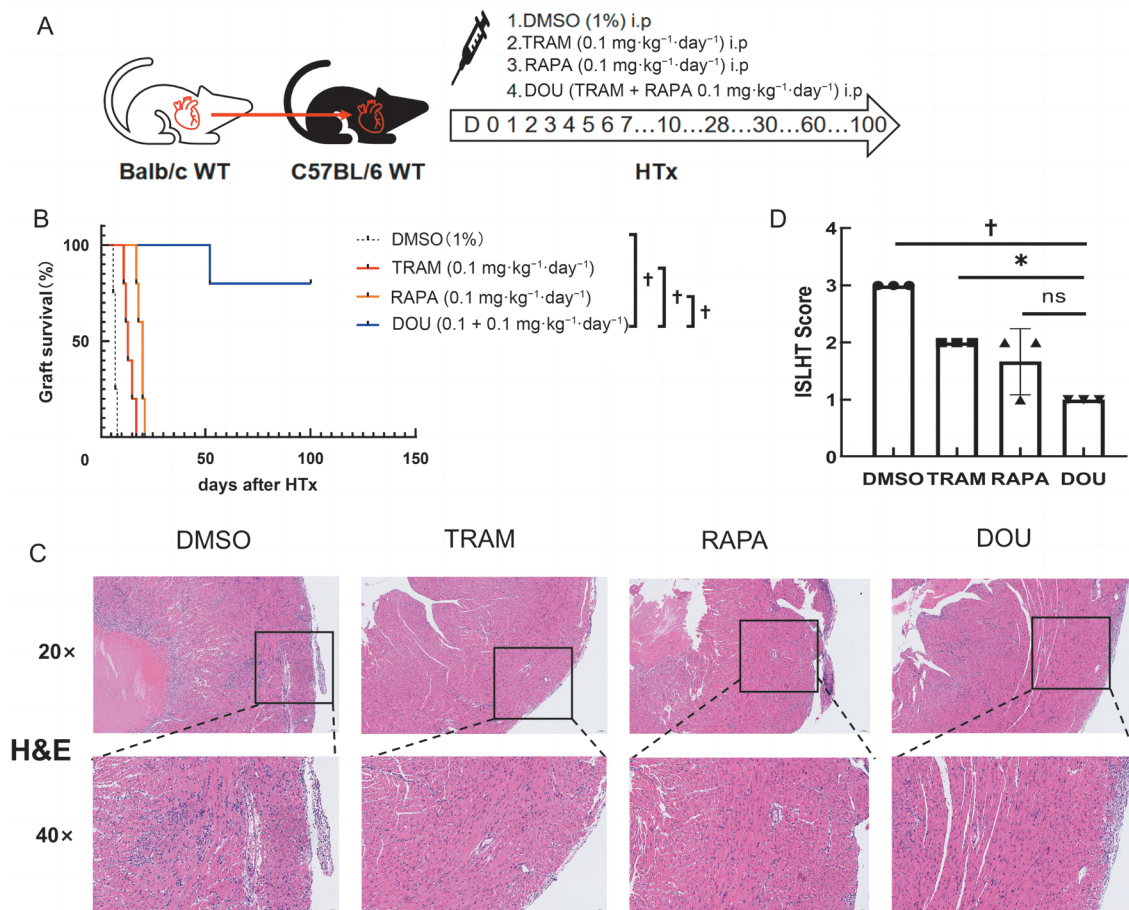 A
1.DMSO (1%) i.p
2.TRAM (0.1 mg·kg⁻¹·day⁻¹) i.p
3. RAPA (0.1 mg·kg⁻¹·day⁻¹) i.p
4. DOU (TRAM + RAPA 0.1 mg·kg⁻¹·day⁻¹) i.p
D 0 1 2 3 4 5 6 7...10...28...30...60...100
Balb/c WT
C57BL/6 WT
HTx
B
Graft survival(%)
100
50
0
50
100
150
days after HTx
DMSO(1%)
TRAM (0.1 mg·kg⁻¹·day⁻¹)
RAPA (0.1 mg·kg⁻¹·day⁻¹)
DOU (0.1 + 0.1 mg·kg⁻¹·day⁻¹)
†
†
†
D
ISLHT Score
4
3
2
1
†
*
ns
DMSO
TRAM
RAPA
DOU
C
DMSO
TRAM
RAPA
DOU
20×
H&E
40×